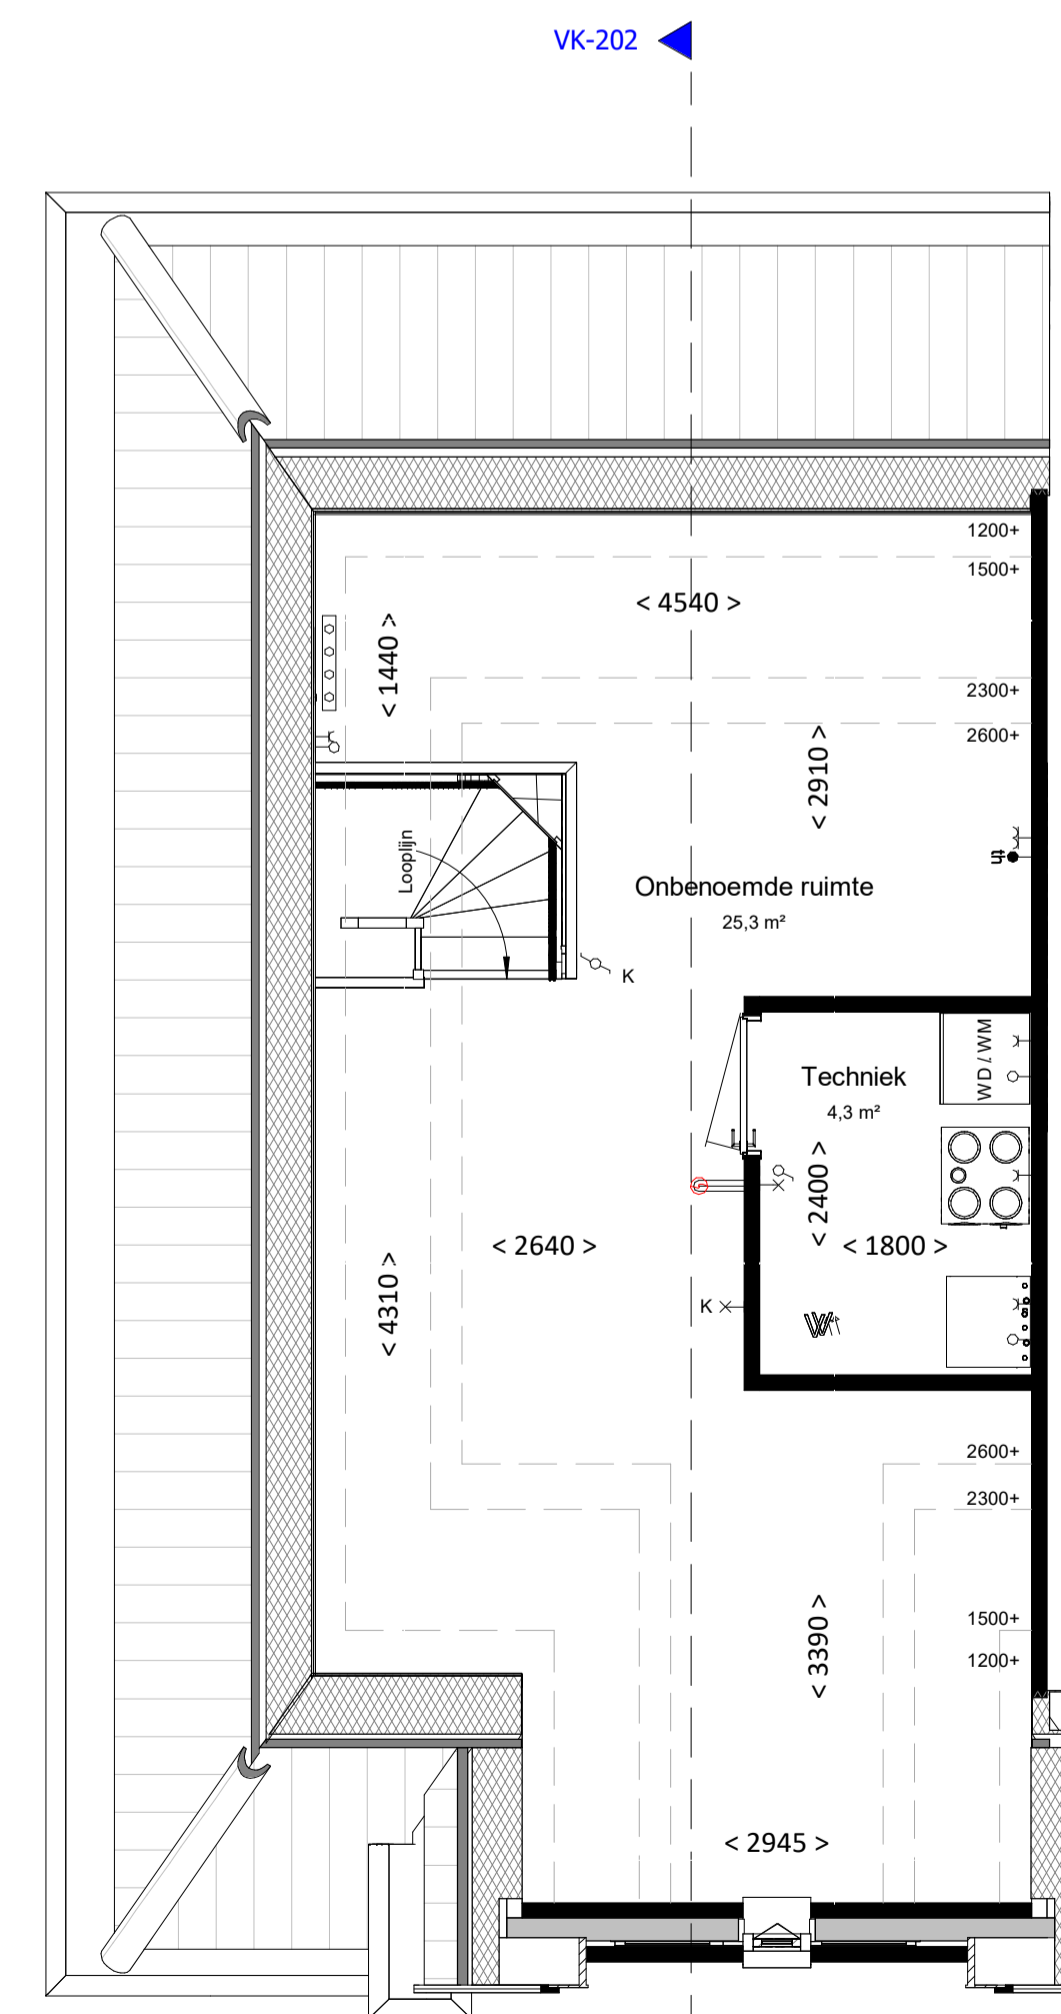 VK-202
1200+
1500+
< 4540 >
< 1440 >
2300+
2600+
< 2910 >
Looplijn
th
Onbenoemde ruimte
25,3 m²
K
WD / WM
Techniek
4,3 m²
< 2400 >
< 2640 >
< 1800 >
< 4310 >
K
2600+
2300+
< 3390 >
1500+
1200+
< 2945 >